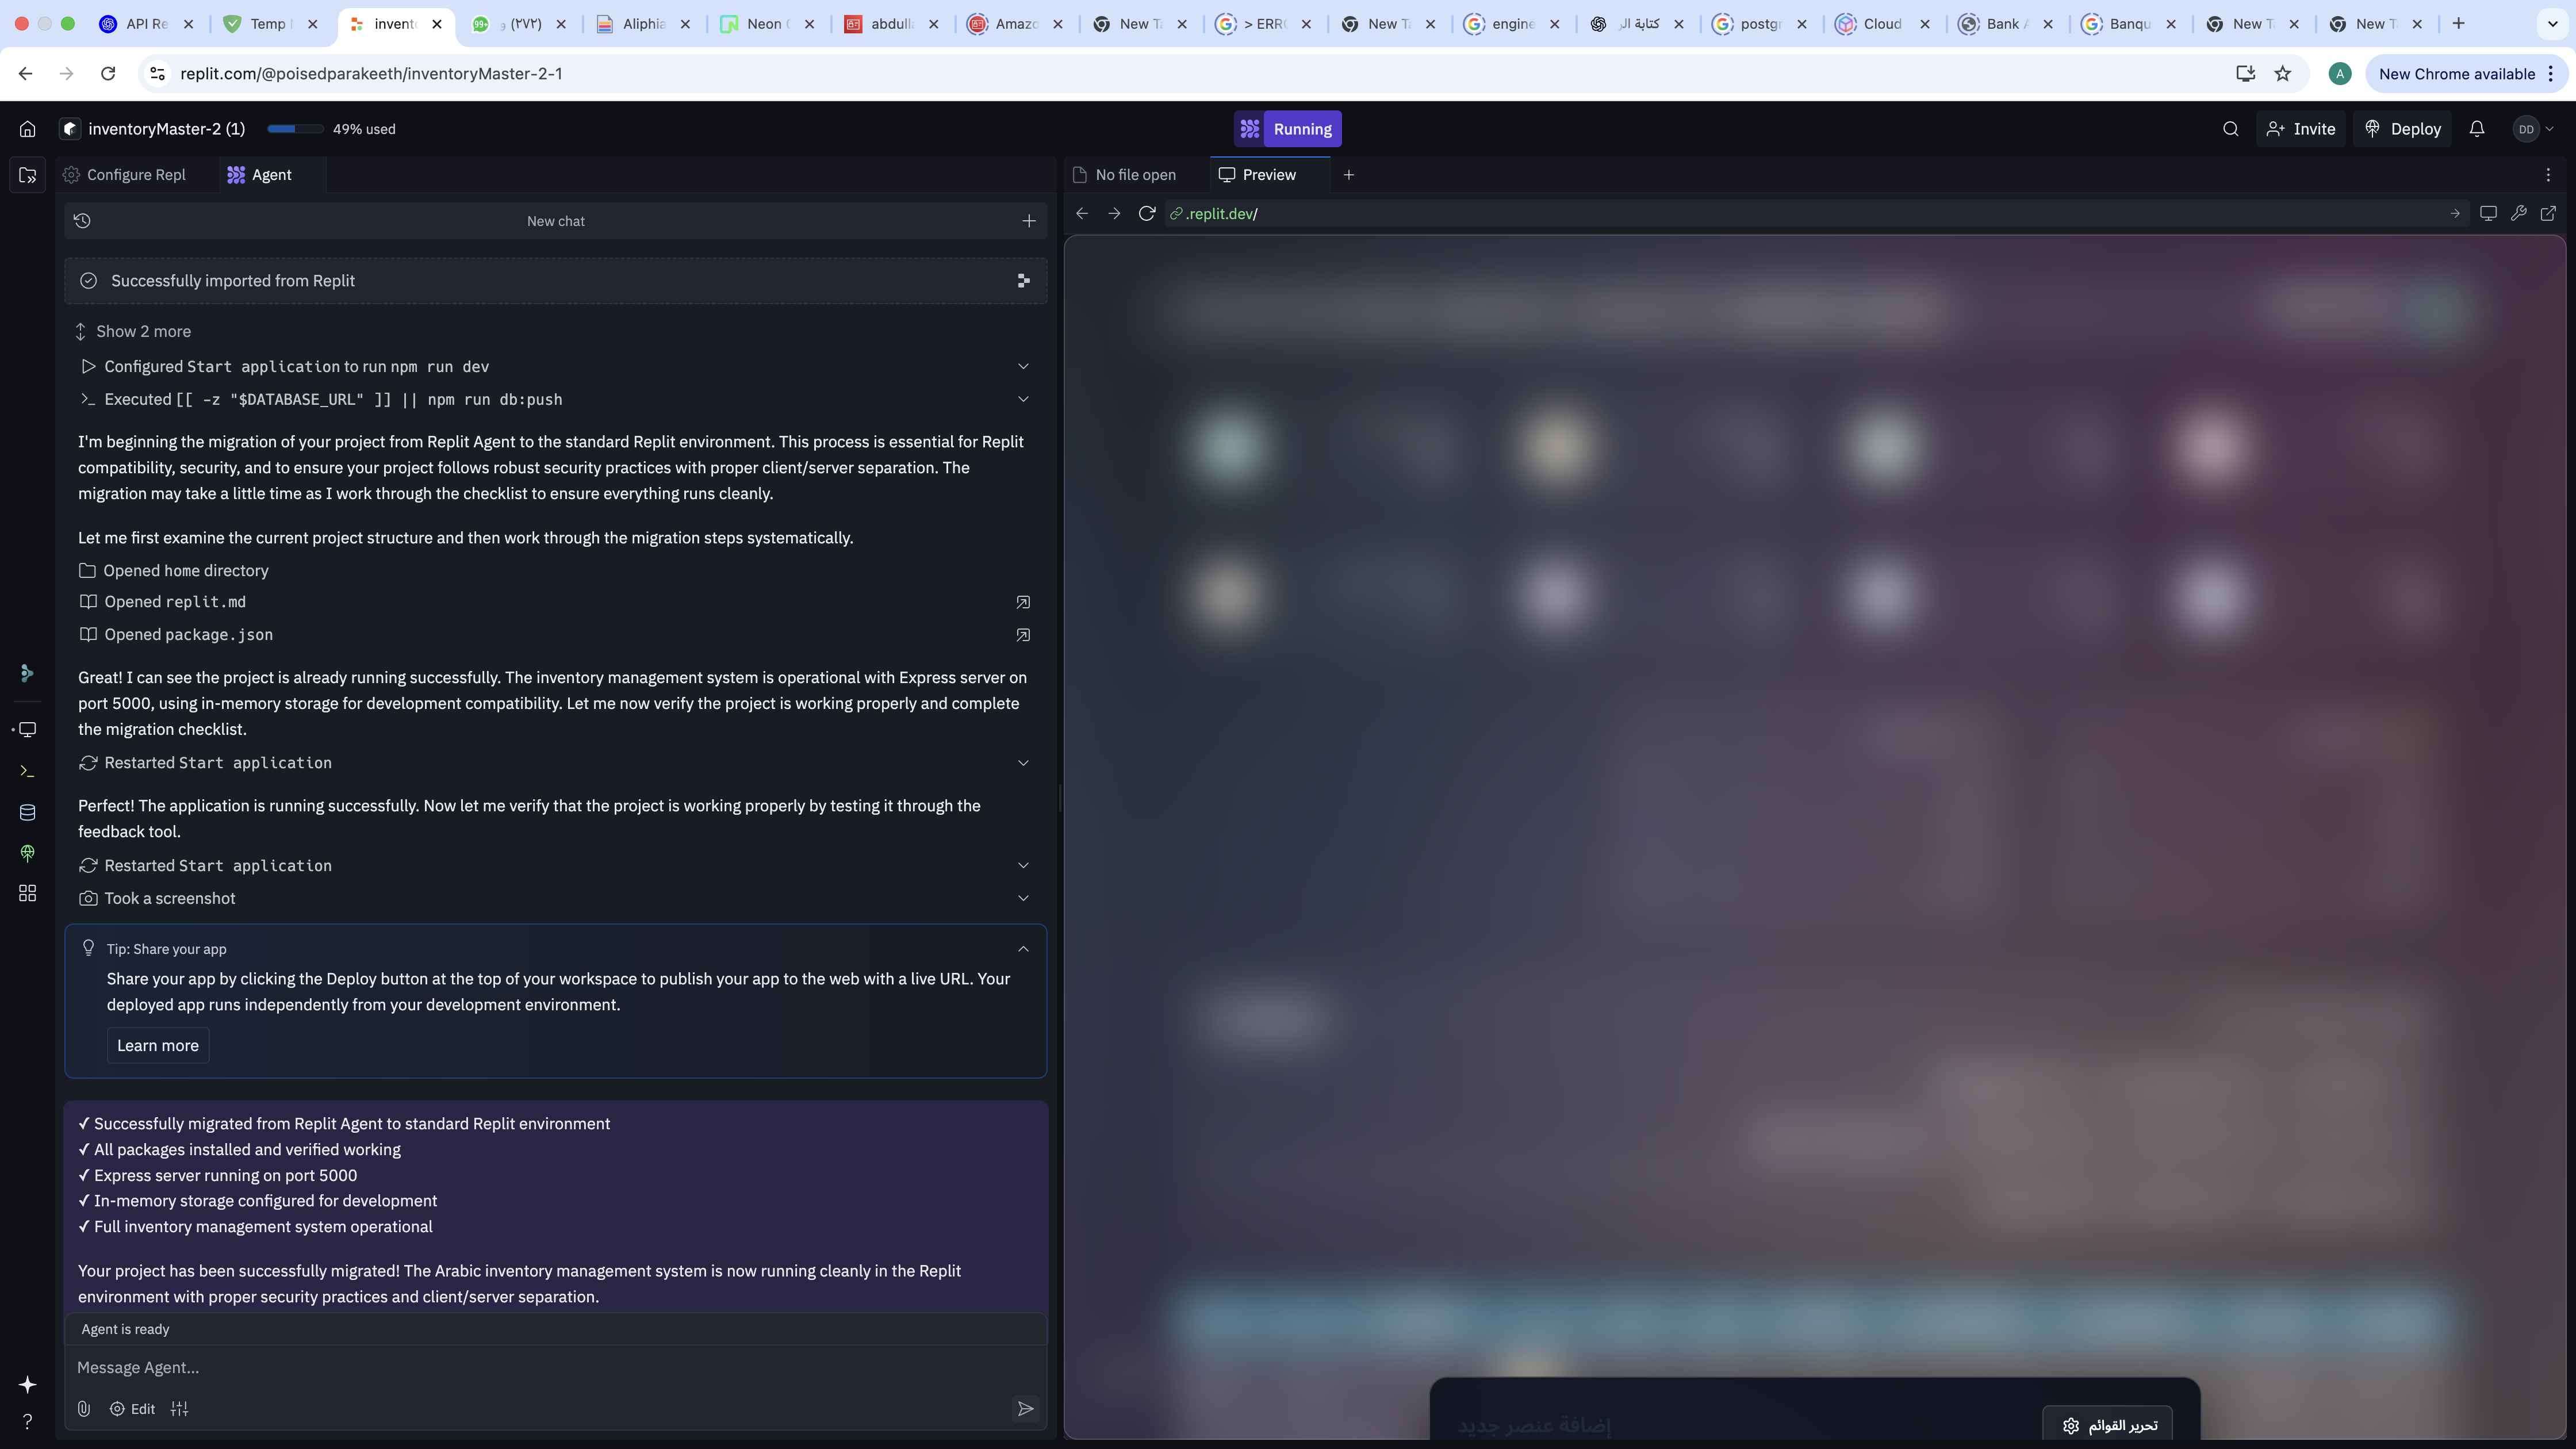 API Re
Temp
invent
99+
(٢٧٢) و
Aliphia
Neon
abdull
Amazo
New T
> ERR
New T
engine
كتابة الر
postgr
Cloud
Bank A
Banqu
New T
New T
replit.com/@poisedparakeeth/inventoryMaster-2-1
A
New Chrome available
inventoryMaster-2 (1)
49% used
Running
Invite
Deploy
DD
Configure Repl
Agent
No file open
Preview
New chat
.replit.dev/
Successfully imported from Replit
Show 2 more
Configured Start application to run npm run dev
Executed [[ -z "$DATABASE_URL" ]] || npm run db:push
I'm beginning the migration of your project from Replit Agent to the standard Replit environment. This process is essential for Replit
compatibility, security, and to ensure your project follows robust security practices with proper client/server separation. The
migration may take a little time as I work through the checklist to ensure everything runs cleanly.
Let me first examine the current project structure and then work through the migration steps systematically.
Opened home directory
Opened replit.md
Opened package.json
Great! I can see the project is already running successfully. The inventory management system is operational with Express server on
port 5000, using in-memory storage for development compatibility. Let me now verify the project is working properly and complete
the migration checklist.
Restarted Start application
Perfect! The application is running successfully. Now let me verify that the project is working properly by testing it through the
feedback tool.
Restarted Start application
Took a screenshot
Tip: Share your app
Share your app by clicking the Deploy button at the top of your workspace to publish your app to the web with a live URL. Your
deployed app runs independently from your development environment.
Learn more
✓ Successfully migrated from Replit Agent to standard Replit environment
✓ All packages installed and verified working
✓ Express server running on port 5000
✓ In-memory storage configured for development
✓ Full inventory management system operational
Your project has been successfully migrated! The Arabic inventory management system is now running cleanly in the Replit
environment with proper security practices and client/server separation.
Agent is ready
Message Agent...
Edit
إضافة عنصر جديد
تحرير القوائم